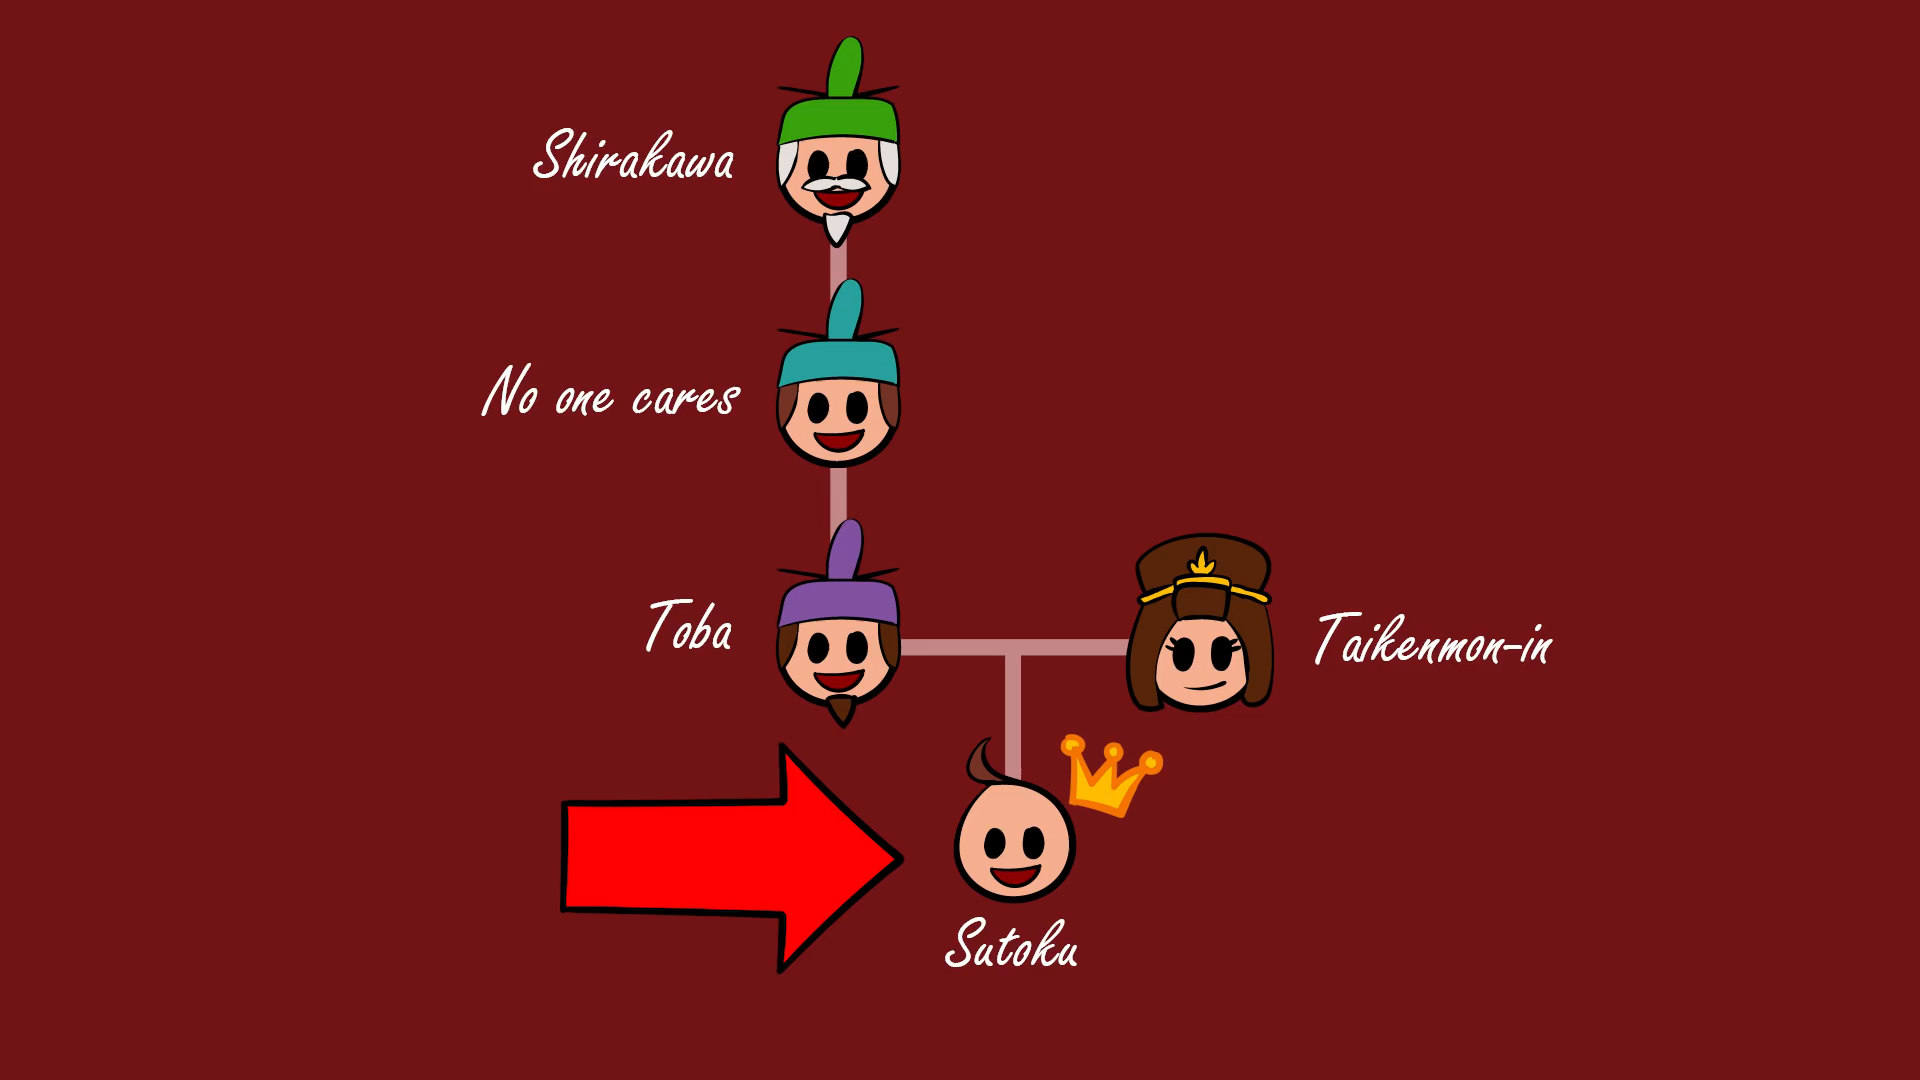 Shirakawa
No one cares
Toba
Taikenmon-in
Sutoku